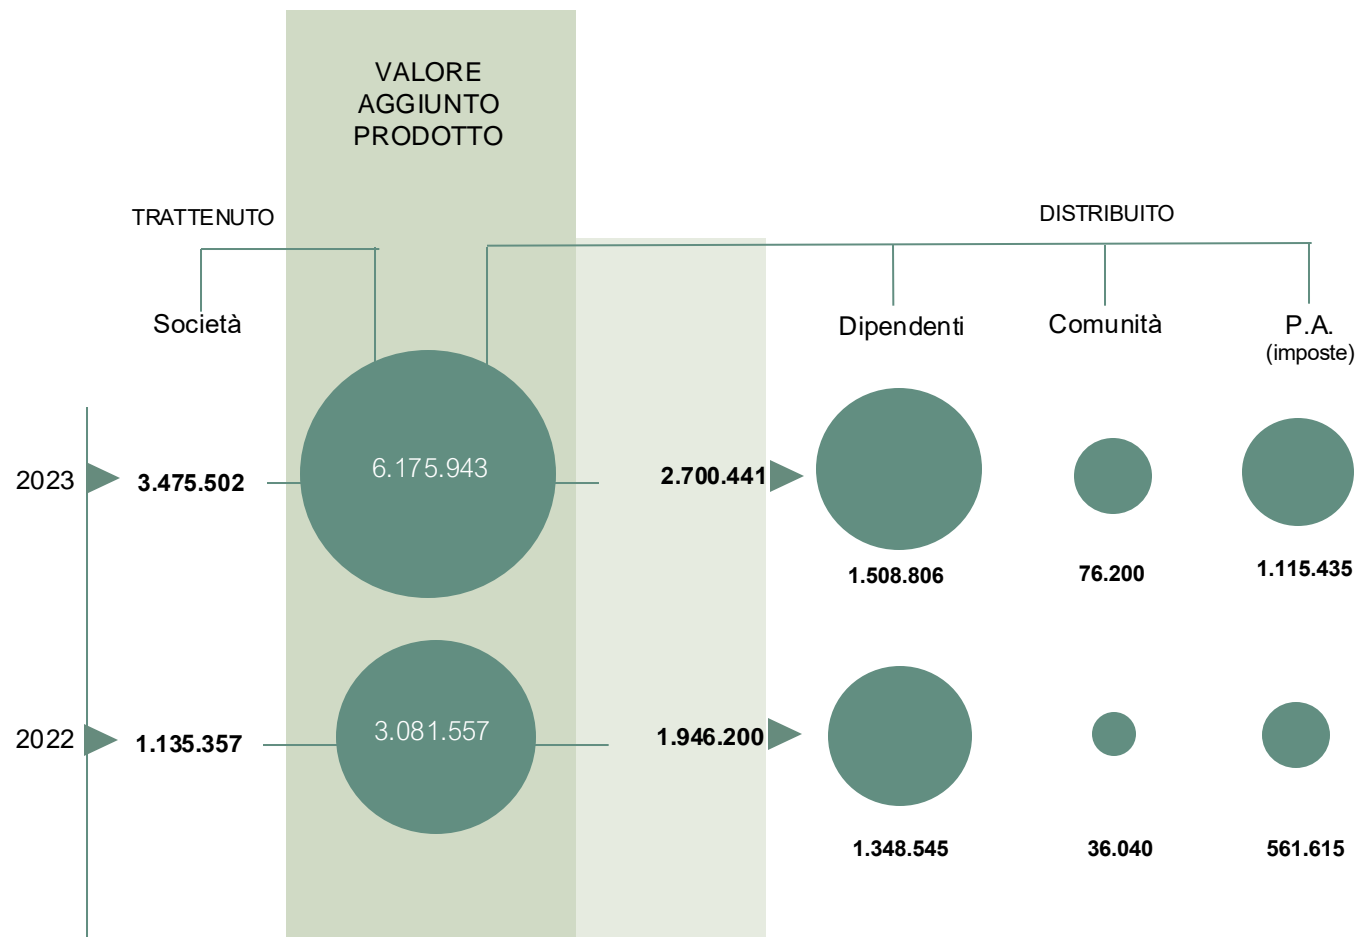 VALORE
AGGIUNTO
PRODOTTO
TRATTENUTO
DISTRIBUITO
Società
Dipendenti
Comunità
P.A.
(imposte)
2023
3.475.502
6.175.943
2.700.441
1.508.806
76.200
1.115.435
2022
1.135.357
3.081.557
1.946.200
1.348.545
36.040
561.615